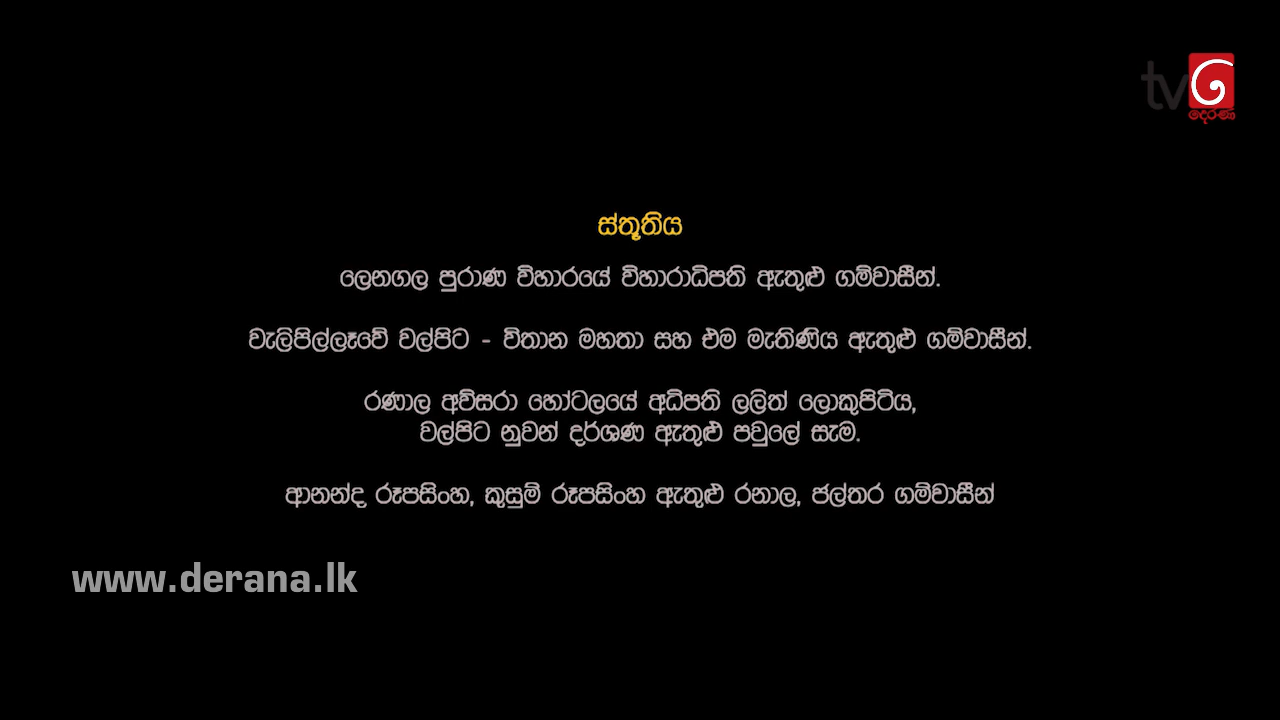 tv
දෙරණ
ස්තූතිය
ලෙනගල පුරාණ විහාරයේ විහාරාධිපති ඇතුළු ගම්වාසීන්.
වැලිපිල්ලෑවේ වල්පිට - විතාන මහතා සහ එම මැතිණිය ඇතුළු ගම්වාසීන්.
රණාල අවිසරා හෝටලයේ අධිපති ලලිත් ලොකුපිටිය,
වල්පිට නුවන් දර්ශණ ඇතුළු පවුලේ සැම.
ආනන්ද රූපසිංහ, කුසුම් රූපසිංහ ඇතුළු රනාල, ජල්තර ගම්වාසීන්
www.derana.lk